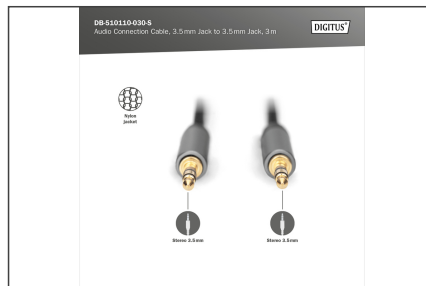 DB-510110-030-S
Audio Connection Cable, 3.5 mm Jack to 3.5 mm Jack, 3 m
DIGITUS®
Nylon
jacket
Stereo 3.5mm
Stereo 3.5mm